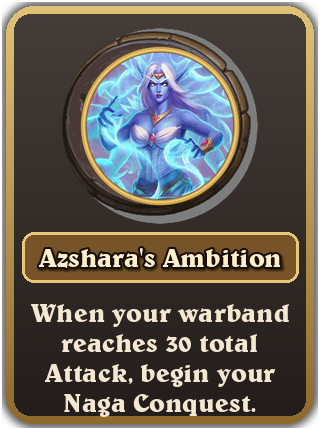 Azshara's Ambition
When your warband
reaches 30 total
Attack, begin your
Naga Conquest.